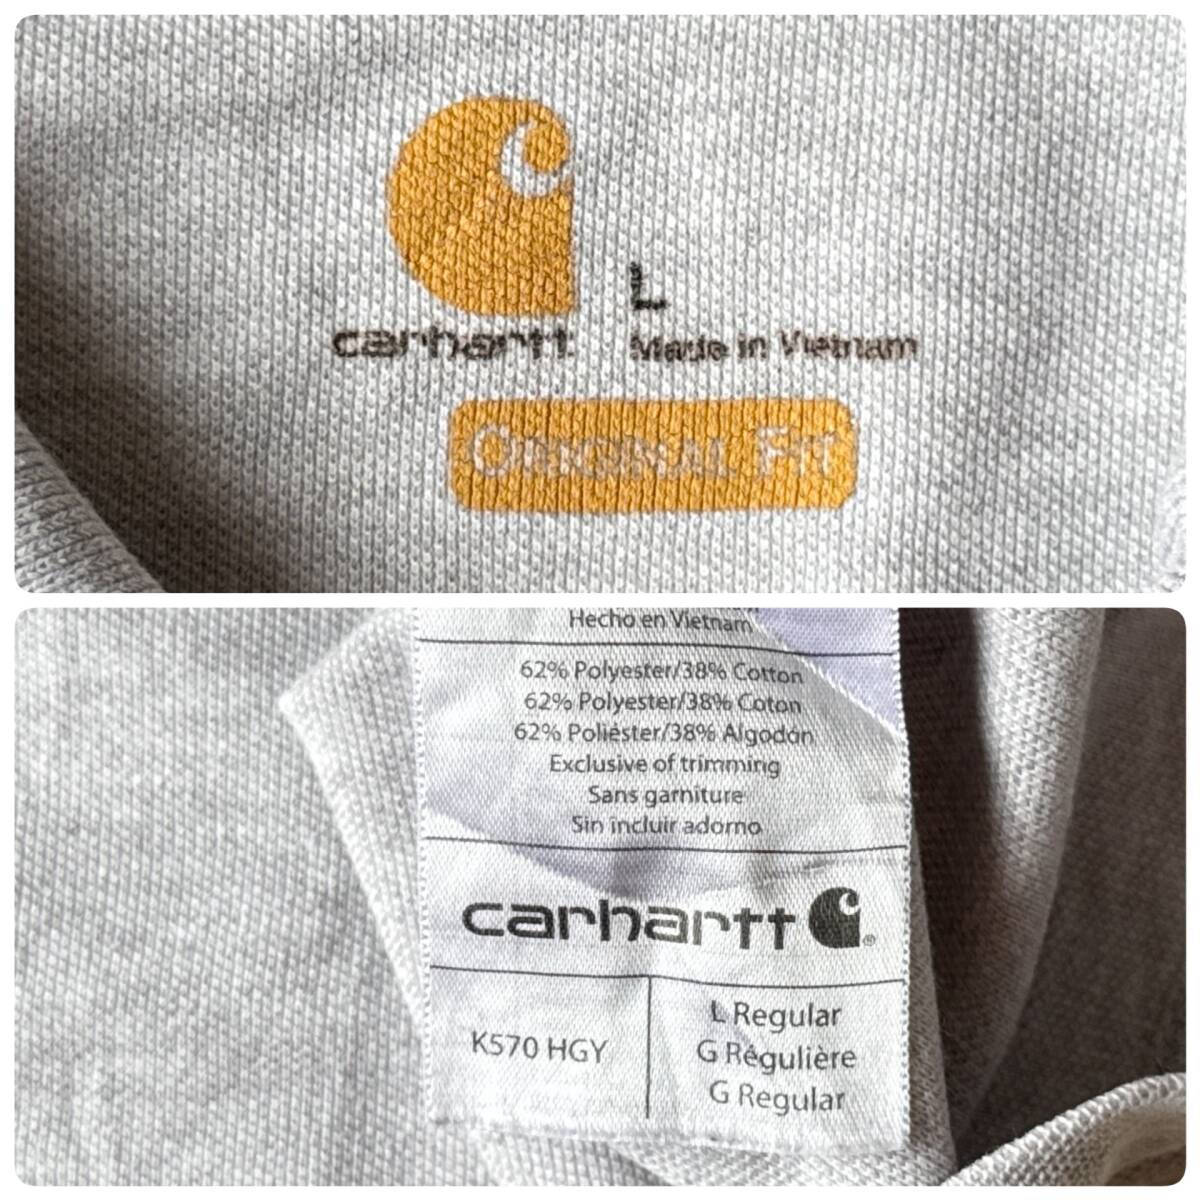 carhartt
L
Made in Vietnam
ORIGINAL FIT
Hecho en Vietnam
62% Polyester/38% Cotton
62% Polyester/38% Coton
62% Poliéster/38% Algodón
Exclusive of trimming
Sans garniture
Sin incluir adorno
carhartt ®
K570 HGY
L Regular
G Régulière
G Regular